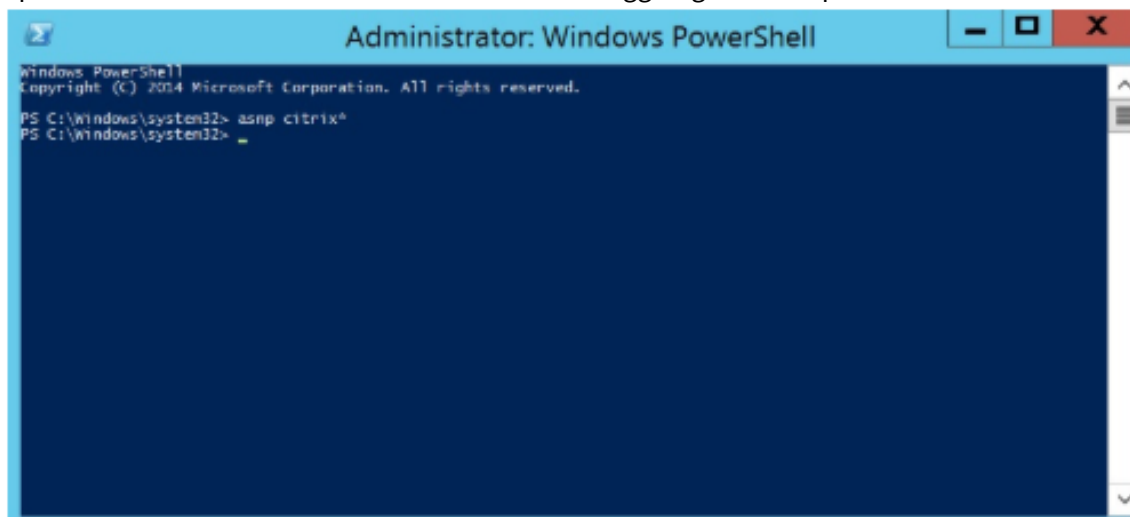 Administrator: Windows PowerShell
Windows PowerShell
Copyright (C) 2014 Microsoft Corporation. All rights reserved.
PS C:\Windows\system32> asnp citrix*
PS C:\Windows\system32> _